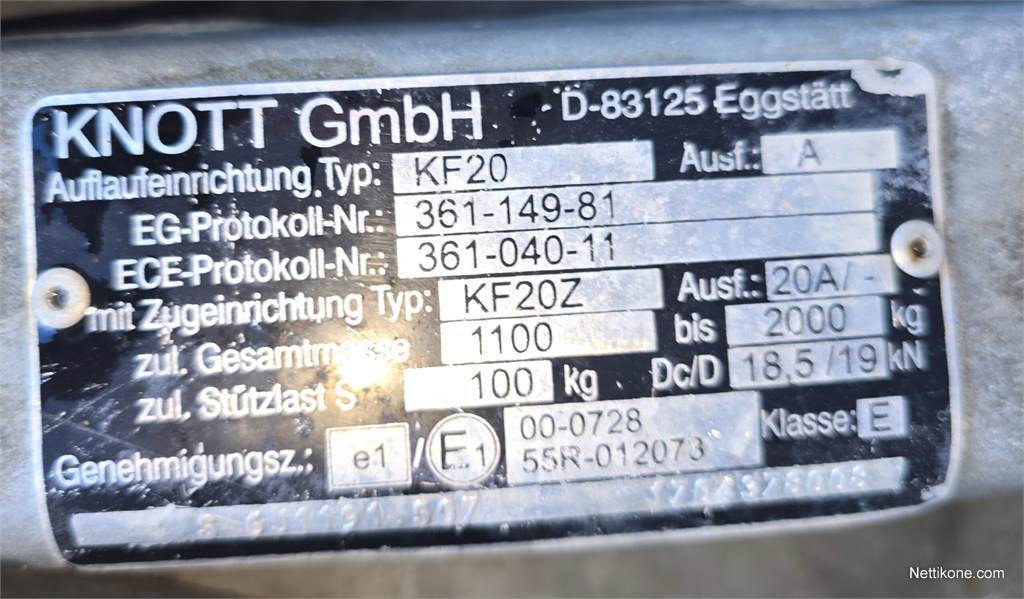 KNOTT GmbH D-83125 Eggstätt
Auflaufeinrichtung Typ: KF20 Ausf.: A
EG-Protokoll-Nr.: 361-149-81
ECE-Protokoll-Nr.: 361-040-11
mit Zugeinrichtung Typ: KF20Z Ausf.: 20A/ -
zul. Gesamtmasse 1100 bis 2000 kg
zul. Stützlast S 100 kg Dc/D 18,5/19 kN
Genehmigungsz.: e1 / E1 00-0728 Klasse: E
55R-012073
Nettikone.com